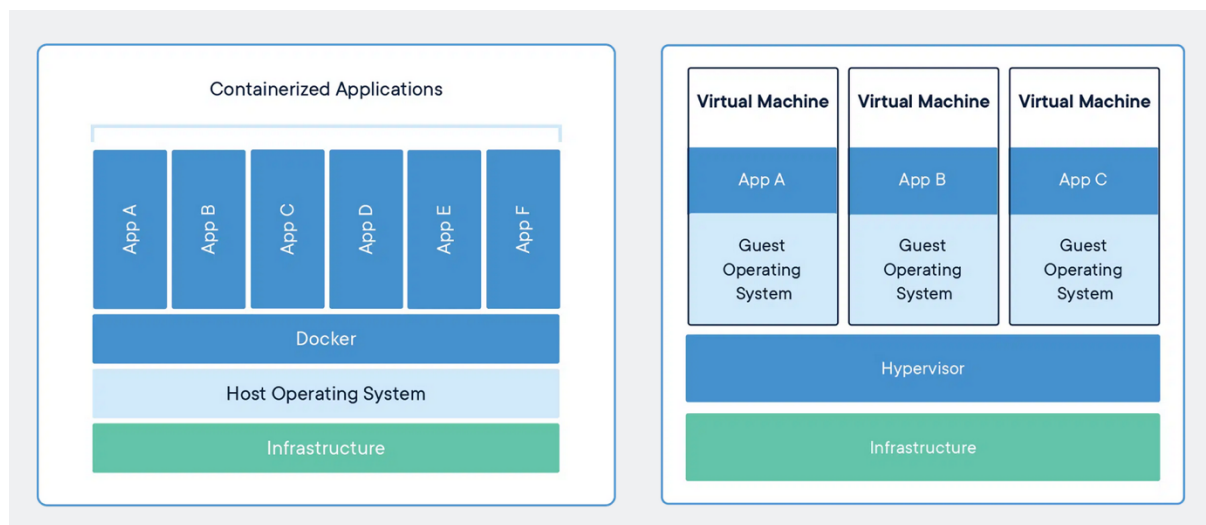 Containerized Applications
App A
App B
App C
App D
App E
App F
Docker
Host Operating System
Infrastructure
Virtual Machine
App A
Guest
Operating
System
Virtual Machine
App B
Guest
Operating
System
Virtual Machine
App C
Guest
Operating
System
Hypervisor
Infrastructure